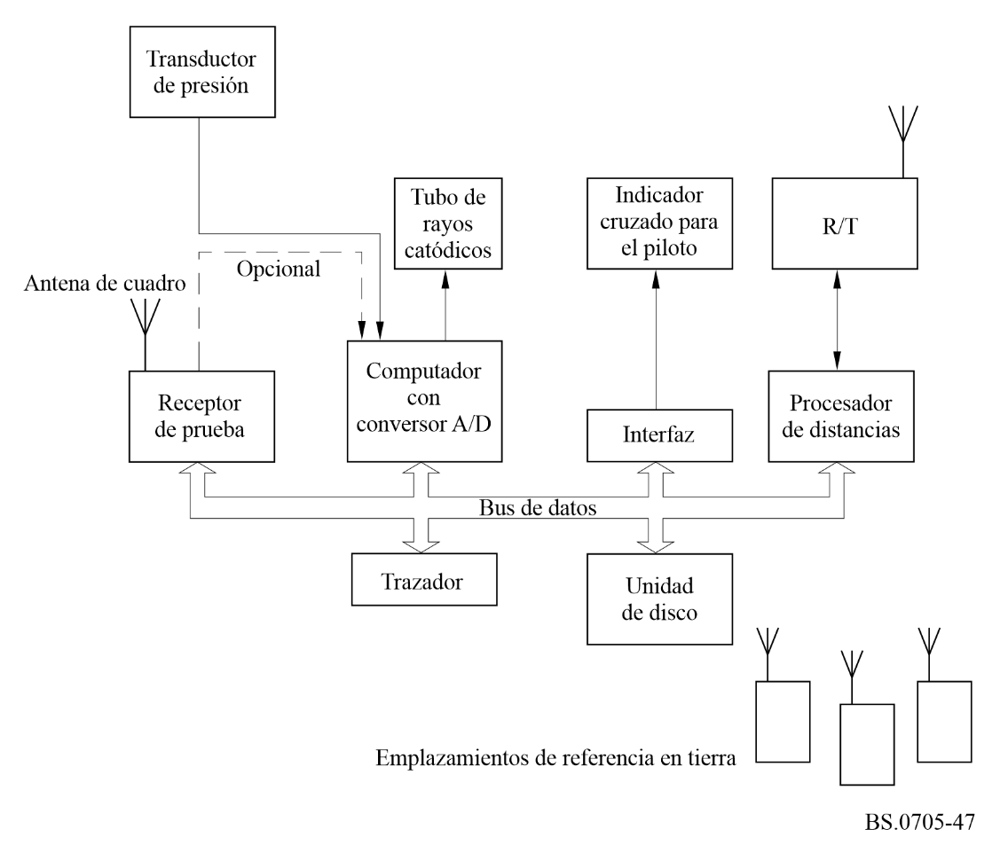 Transductor
de presión
Tubo de
rayos
catódicos
Indicador
cruzado para
el piloto
R/T
Opcional
Antena de cuadro
Receptor
de prueba
Computador
con
conversor A/D
Interfaz
Procesador
de distancias
Bus de datos
Trazador
Unidad
de disco
Emplazamientos de referencia en tierra
BS.0705-47